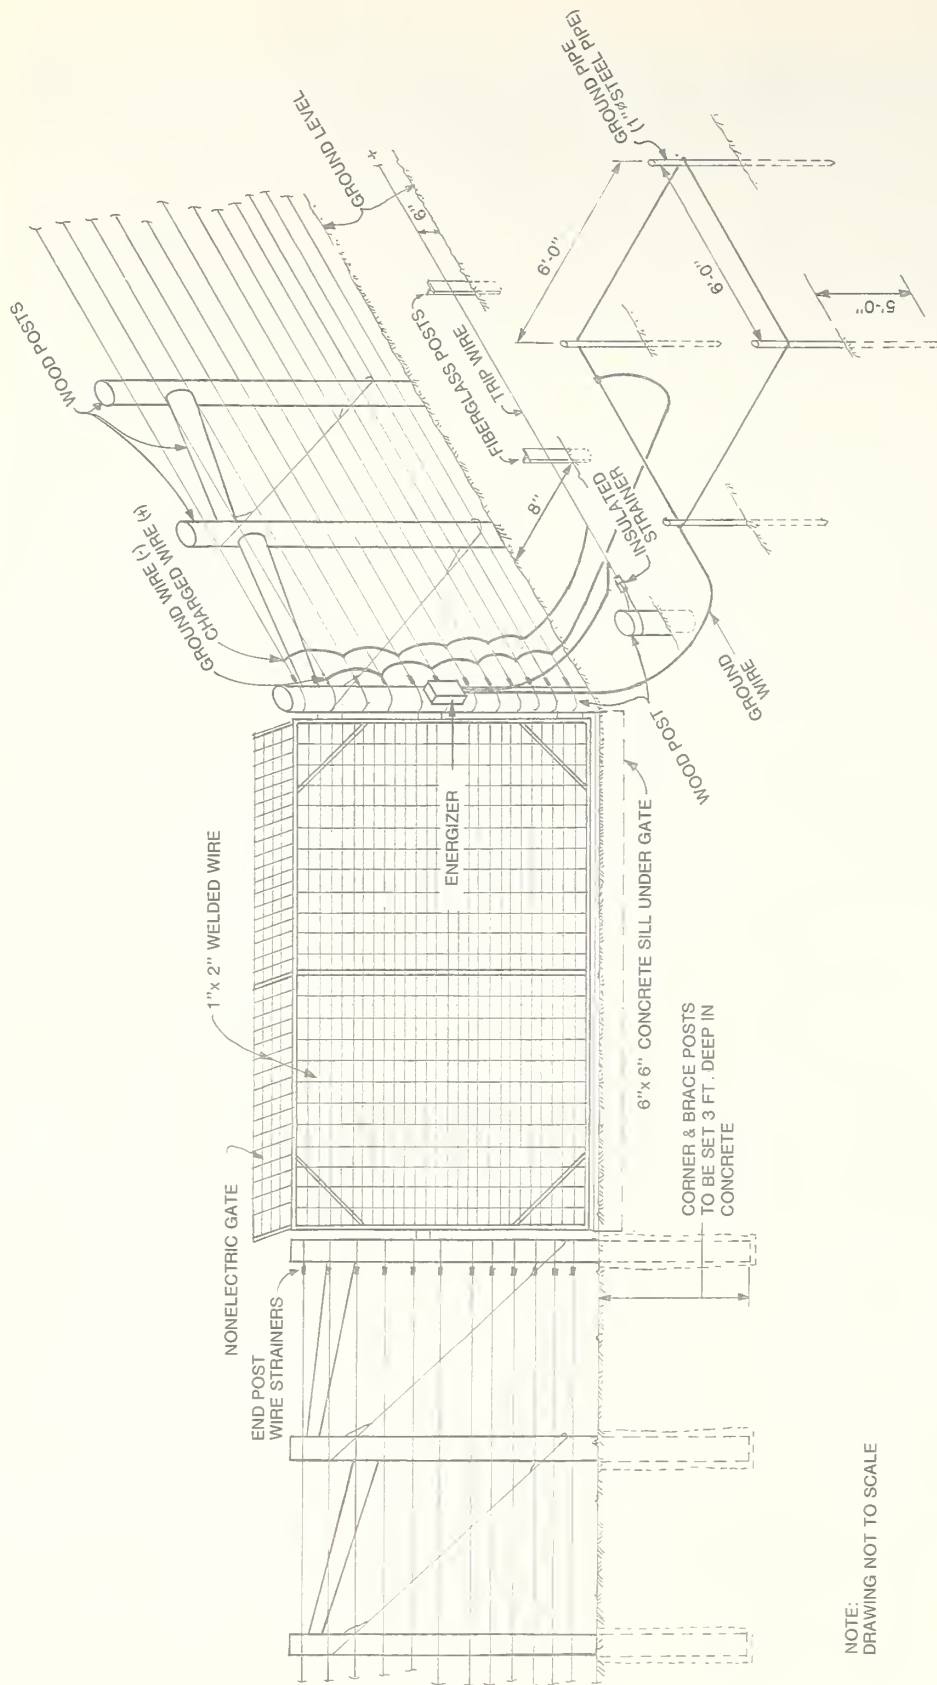 NONELECTRIC GATE
1"x 2" WELDED WIRE
END POST
WIRE STRAINERS
ENERGIZER
WOOD POSTS
GROUND WIRE (-)
CHARGED WIRE (+)
GROUND LEVEL
+
6"
FIBERGLASS POSTS
TRIP WIRE
8"
INSULATED
STRAINER
WOOD POST
GROUND
WIRE
GROUND PIPE
(1"ø STEEL PIPE)
6'-0"
6'-0"
5'-0"
6"x 6" CONCRETE SILL UNDER GATE
CORNER & BRACE POSTS
TO BE SET 3 FT. DEEP IN
CONCRETE
NOTE:
DRAWING NOT TO SCALE